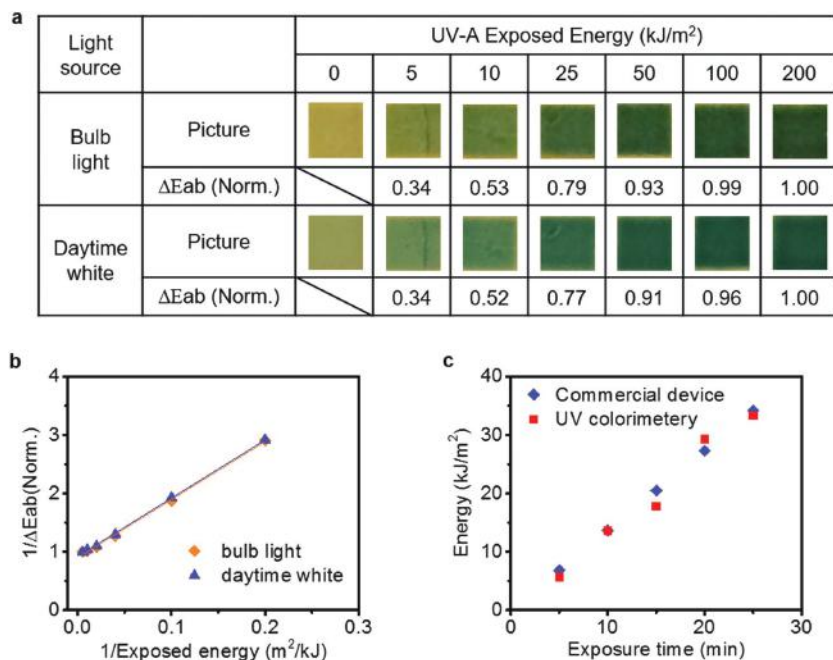 a
Light source
UV-A Exposed Energy (kJ/m²)
0 5 10 25 50 100 200
Bulb light
Picture
ΔEab (Norm.) 0.34 0.53 0.79 0.93 0.99 1.00
Daytime white
Picture
ΔEab (Norm.) 0.34 0.52 0.77 0.91 0.96 1.00
b
1/ΔEab(Norm.)
3
2
1
0
0.0 0.1 0.2 0.3
bulb light
daytime white
1/Exposed energy (m²/kJ)
c
Energy (kJ/m²)
40
30
20
10
0
0 10 20 30
Commercial device
UV colorimetery
Exposure time (min)